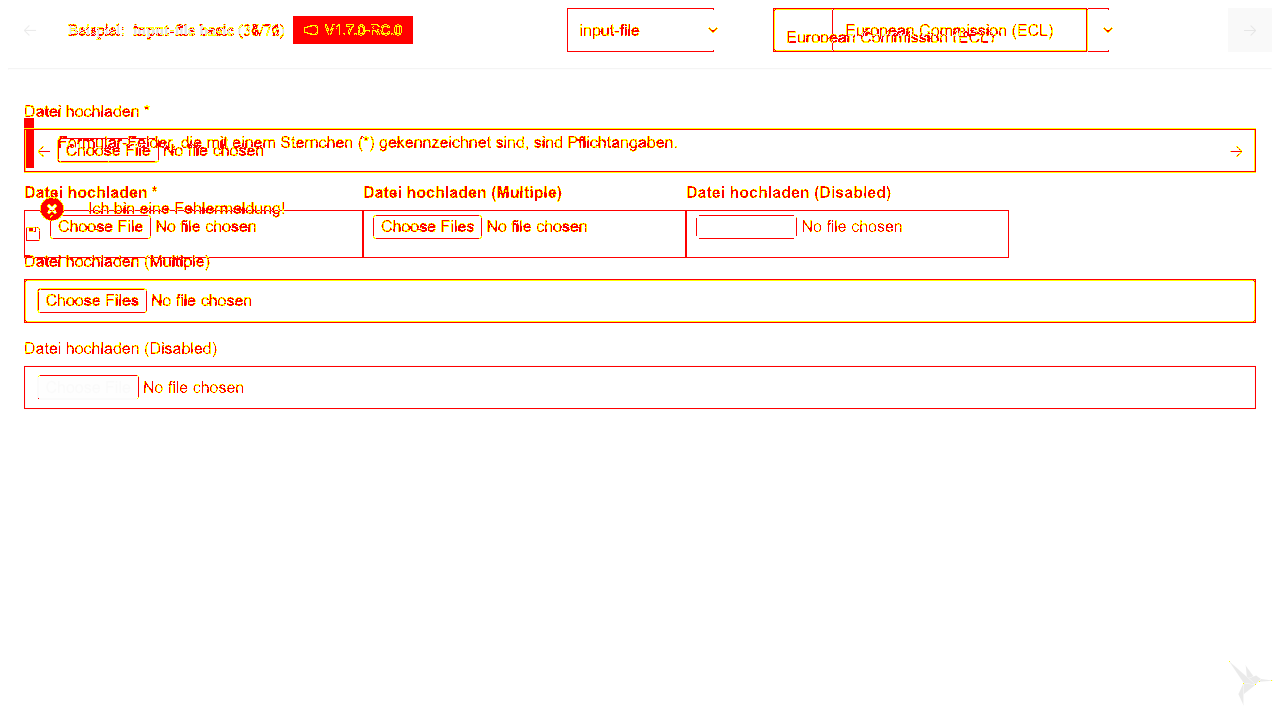 Beispiel: input-file basic
V1.7.0-RC.0
input-file
European Commission (ECL)
European Commission (ECL)
Datei hochladen *
Formular-Felder, die mit einem Sternchen (*) gekennzeichnet sind, sind Pflichtangaben.
Choose File No file chosen
Datei hochladen * Datei hochladen (Multiple) Datei hochladen (Disabled)
Ich bin eine Fehlermeldung!
Choose File No file chosen Choose Files No file chosen No file chosen
Datei hochladen (Multiple)
Choose Files No file chosen
Datei hochladen (Disabled)
Choose File No file chosen